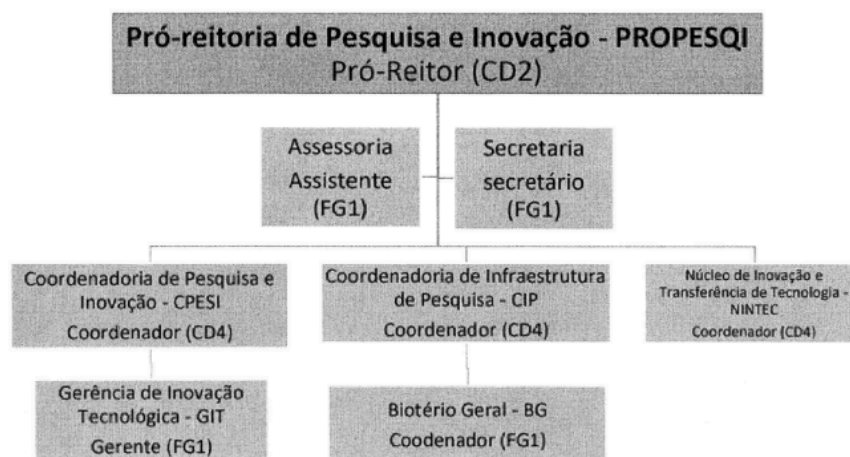 Pró-reitoria de Pesquisa e Inovação - PROPESQI
Pró-Reitor (CD2)
Assessoria
Assistente
(FG1)
Secretaria
secretário
(FG1)
Coordenadoria de Pesquisa e
Inovação - CPESI
Coordenador (CD4)
Coordenadoria de Infraestrutura
de Pesquisa - CIP
Coordenador (CD4)
Núcleo de Inovação e
Transferência de Tecnologia -
NINTEC
Coordenador (CD4)
Gerência de Inovação
Tecnológica - GIT
Gerente (FG1)
Biotério Geral - BG
Coodenador (FG1)